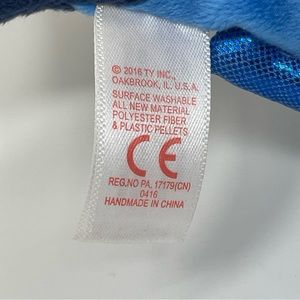 © 2016 TY INC.,
OAKBROOK, IL. U.S.A.
SURFACE WASHABLE
ALL NEW MATERIAL
POLYESTER FIBER
& PLASTIC PELLETS
CE
REG.NO PA. 17179(CN)
0416
HANDMADE IN CHINA